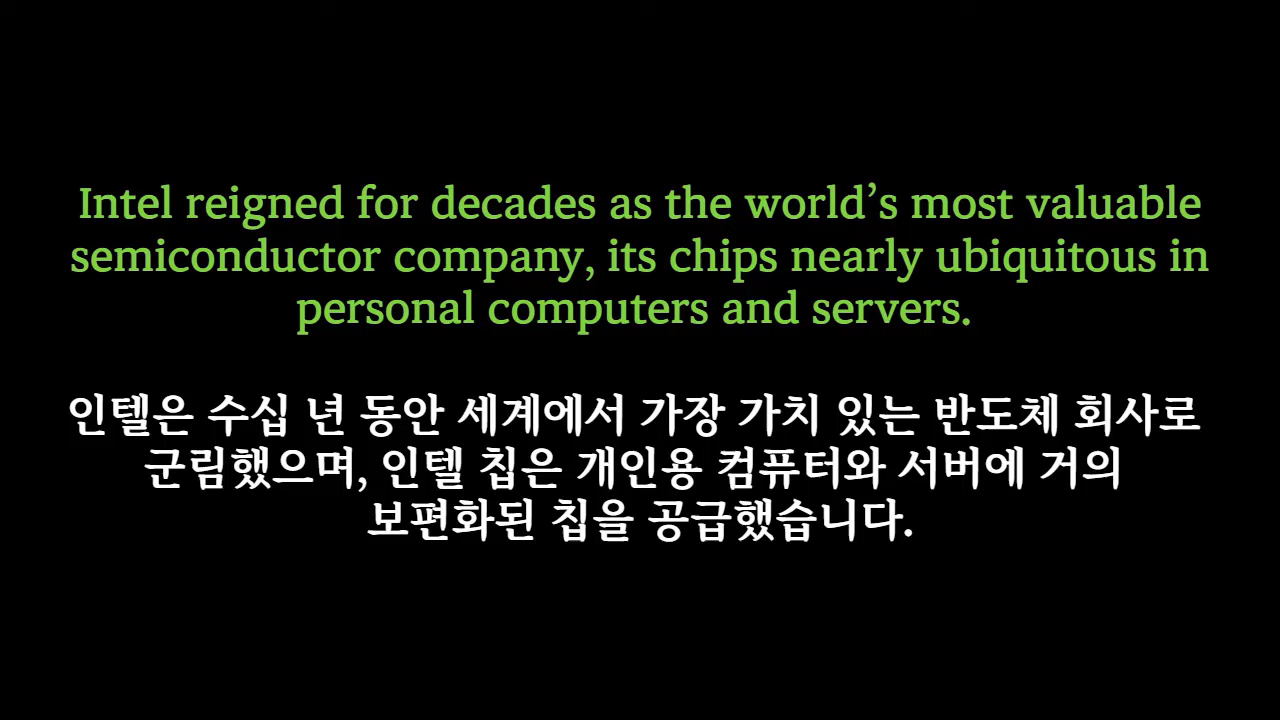 Intel reigned for decades as the world’s most valuable
semiconductor company, its chips nearly ubiquitous in
personal computers and servers.
인텔은 수십 년 동안 세계에서 가장 가치 있는 반도체 회사로
군림했으며, 인텔 칩은 개인용 컴퓨터와 서버에 거의
보편화된 칩을 공급했습니다.